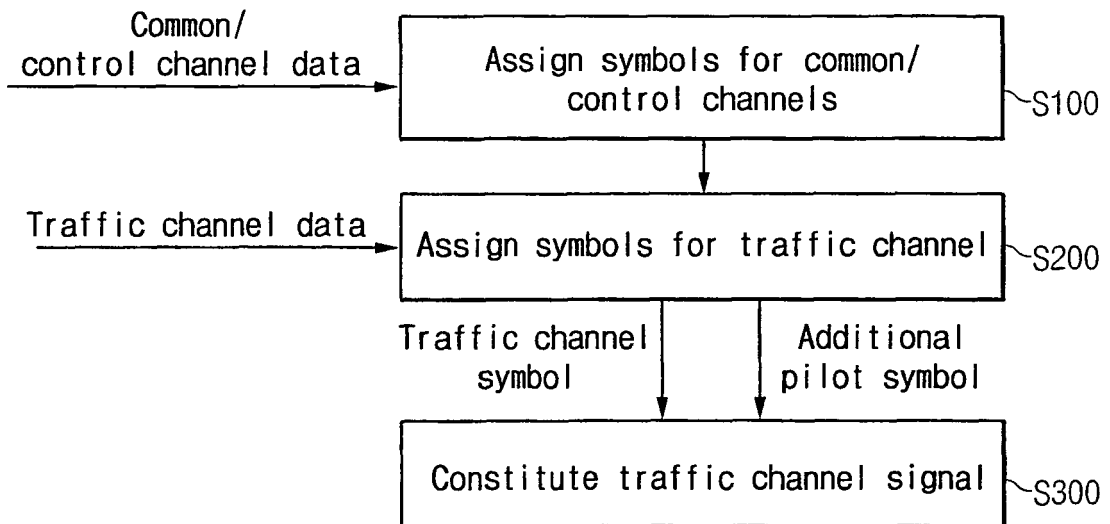 Common/
control channel data
Assign symbols for common/
control channels
S100
Traffic channel data
Assign symbols for traffic channel
S200
Traffic channel
symbol
Additional
pilot symbol
Constitute traffic channel signal
S300